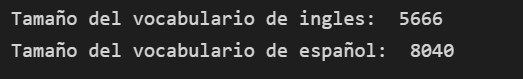 Tamaño del vocabulario de ingles:  5666
Tamaño del vocabulario de español:  8040